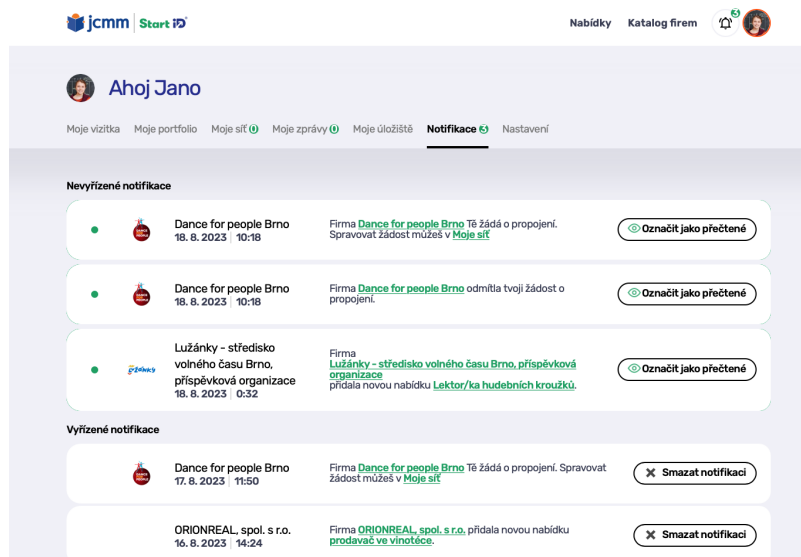 jcmm Start iD
Nabídky Katalog firem 3
Ahoj Jano
Moje vizitka Moje portfolio Moje síť 0 Moje zprávy 0 Moje úložiště Notifikace 3 Nastavení
Nevyřízené notifikace
Dance for people Brno
18. 8. 2023 | 10:18
Firma Dance for people Brno Tě žádá o propojení.
Spravovat žádost můžeš v Moje síť
Označit jako přečtené
Dance for people Brno
18. 8. 2023 | 10:18
Firma Dance for people Brno odmítla tvoji žádost o
propojení.
Označit jako přečtené
Lužánky - středisko
volného času Brno,
příspěvková organizace
18. 8. 2023 | 0:32
Firma
Lužánky - středisko volného času Brno, příspěvková
organizace
přidala novou nabídku Lektor/ka hudebních kroužků.
Označit jako přečtené
Vyřízené notifikace
Dance for people Brno
17. 8. 2023 | 11:50
Firma Dance for people Brno Tě žádá o propojení. Spravovat
žádost můžeš v Moje síť
Smazat notifikaci
ORIONREAL, spol. s r.o.
16. 8. 2023 | 14:24
Firma ORIONREAL, spol. s r.o. přidala novou nabídku
prodavač ve vinotéce.
Smazat notifikaci